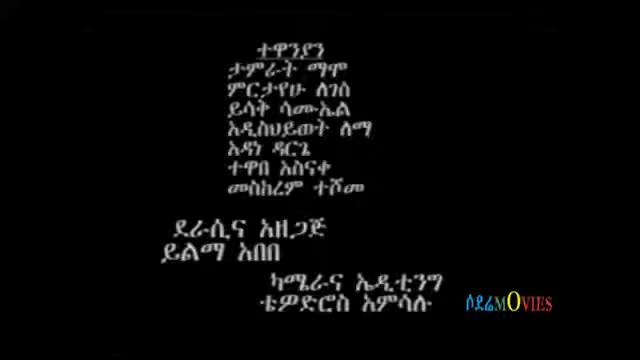 ተዋንያን
ታምራት ማሞ
ምርታየሁ ለገሰ
ይሳቅ ሳሙኤል
አዲስህይወት ለማ
አዳነ ዳርጌ
ተዋበ አስናቀ
መስከረም ተሾመ
ደራሲና አዘጋጅ
ይልማ አበበ
ካሜራና ኤዲቲንግ
ቴዎድሮስ አምሳሉ
ሶደሬMOVIES